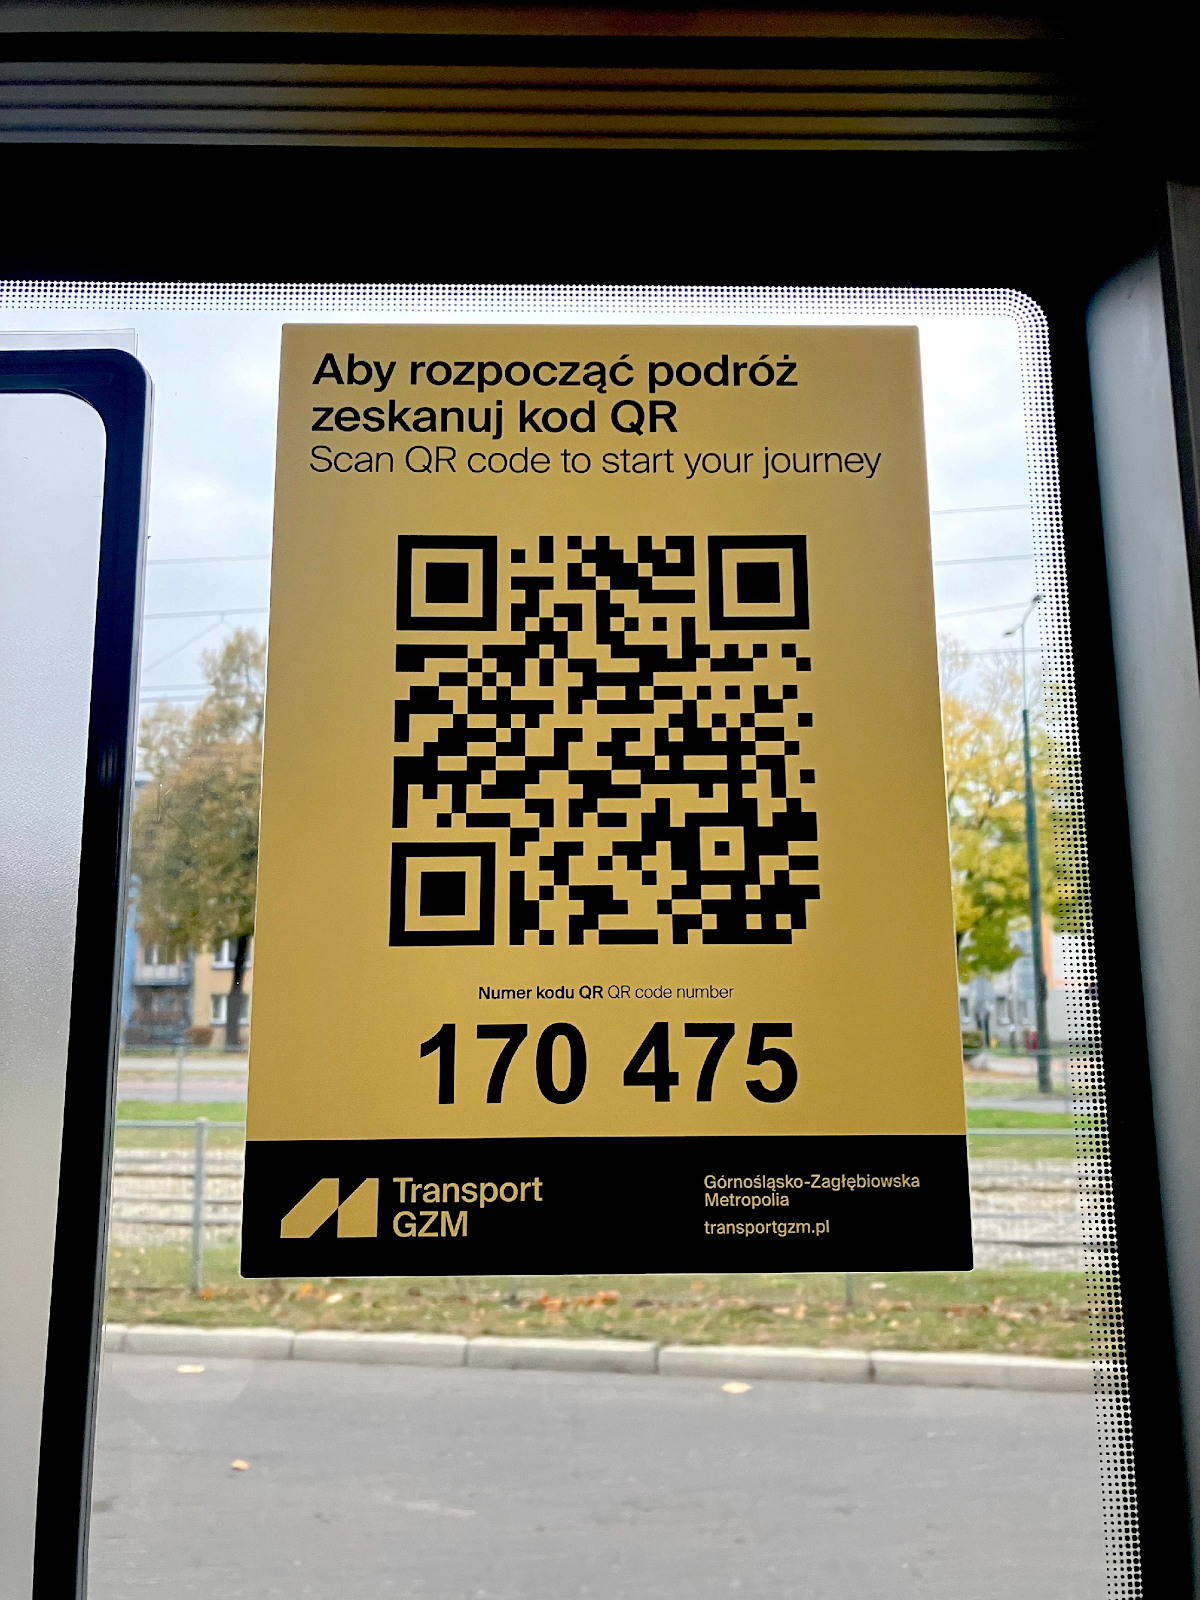 Aby rozpocząć podróż
zeskanuj kod QR
Scan QR code to start your journey
Numer kodu QR QR code number
170 475
Transport
GZM
Górnośląsko-Zagłębiowska
Metropolia
transportgzm.pl